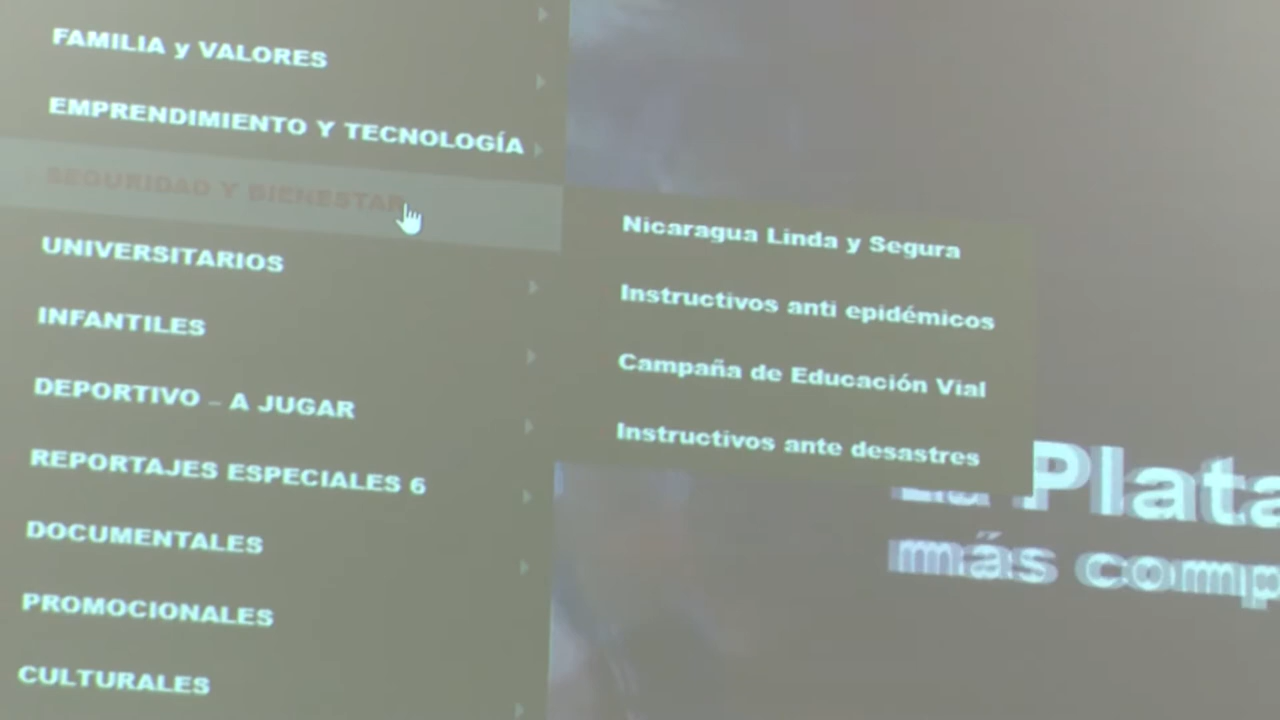 FAMILIA y VALORES
EMPRENDIMIENTO Y TECNOLOGÍA
SEGURIDAD Y BIENESTAR
UNIVERSITARIOS
INFANTILES
DEPORTIVO – A JUGAR
REPORTAJES ESPECIALES 6
DOCUMENTALES
PROMOCIONALES
CULTURALES
Nicaragua Linda y Segura
Instructivos anti epidémicos
Campaña de Educación Vial
Instructivos ante desastres
La Plata
más comp